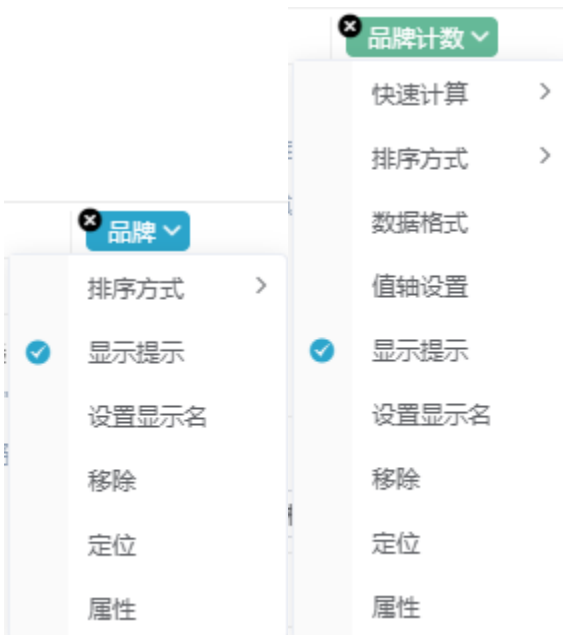 品牌
排序方式
显示提示
设置显示名
移除
定位
属性
品牌计数
快速计算
排序方式
数据格式
值轴设置
显示提示
设置显示名
移除
定位
属性